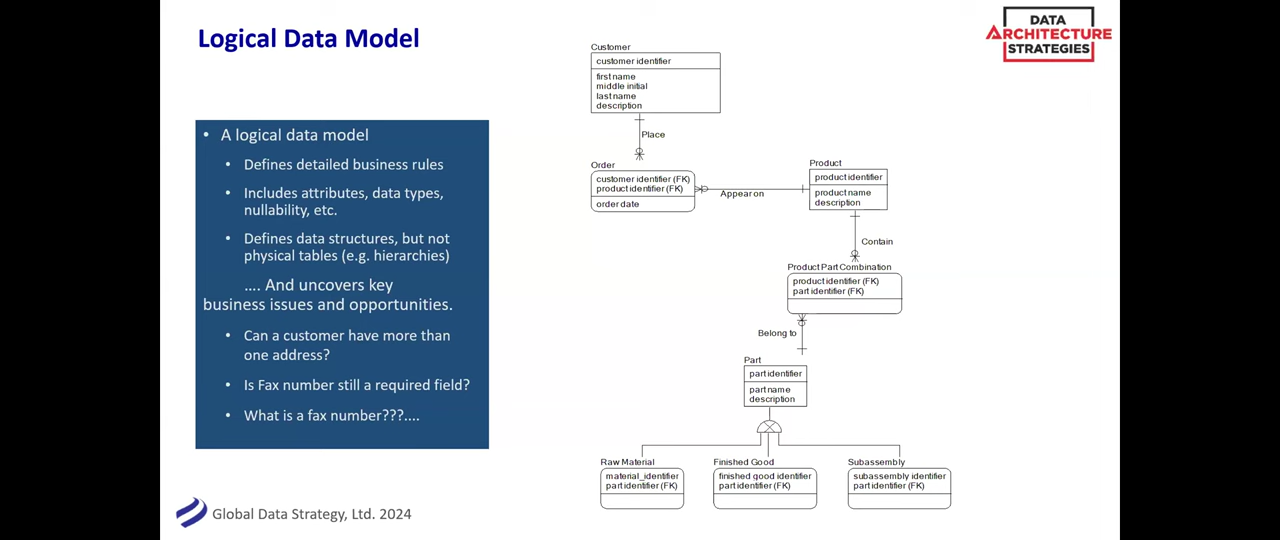 Logical Data Model
DATA
ARCHITECTURE
STRATEGIES
• A logical data model
• Defines detailed business rules
• Includes attributes, data types,
nullability, etc.
• Defines data structures, but not
physical tables (e.g. hierarchies)
.... And uncovers key
business issues and opportunities.
• Can a customer have more than
one address?
• Is Fax number still a required field?
• What is a fax number???....
Customer
customer identifier
first name
middle initial
last name
description
Place
Order
customer identifier (FK)
product identifier (FK)
order date
Appear on
Product
product identifier
product name
description
Contain
Product Part Combination
product identifier (FK)
part identifier (FK)
Belong to
Part
part identifier
part name
description
Raw Material
material_identifier
part identifier (FK)
Finished Good
finished good identifier
part identifier (FK)
Subassembly
subassembly identifier
part identifier (FK)
Global Data Strategy, Ltd. 2024